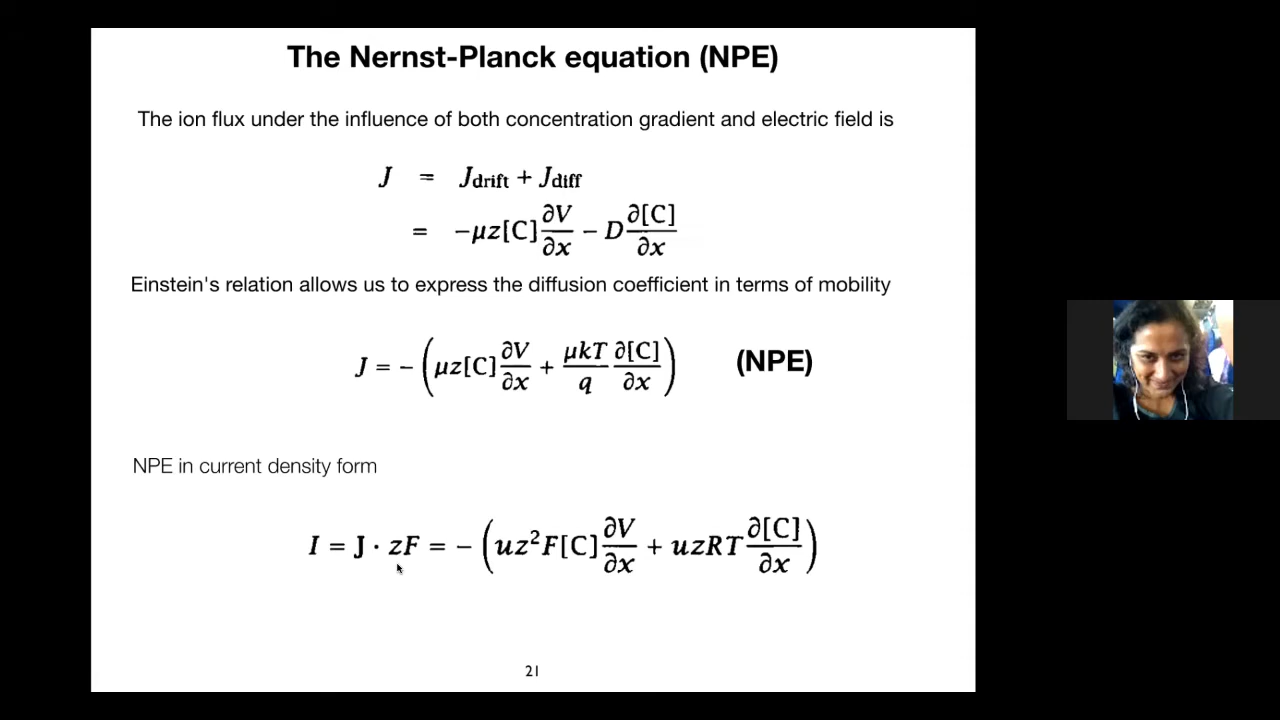 The Nernst-Planck equation (NPE)
The ion flux under the influence of both concentration gradient and electric field is
J = J_drift + J_diff
= −μz[C] ∂V/∂x − D ∂[C]/∂x
Einstein's relation allows us to express the diffusion coefficient in terms of mobility
J = − (μz[C] ∂V/∂x + μkT/q ∂[C]/∂x) (NPE)
NPE in current density form
I = J · zF = − (uz²F[C] ∂V/∂x + uzRT ∂[C]/∂x)
21